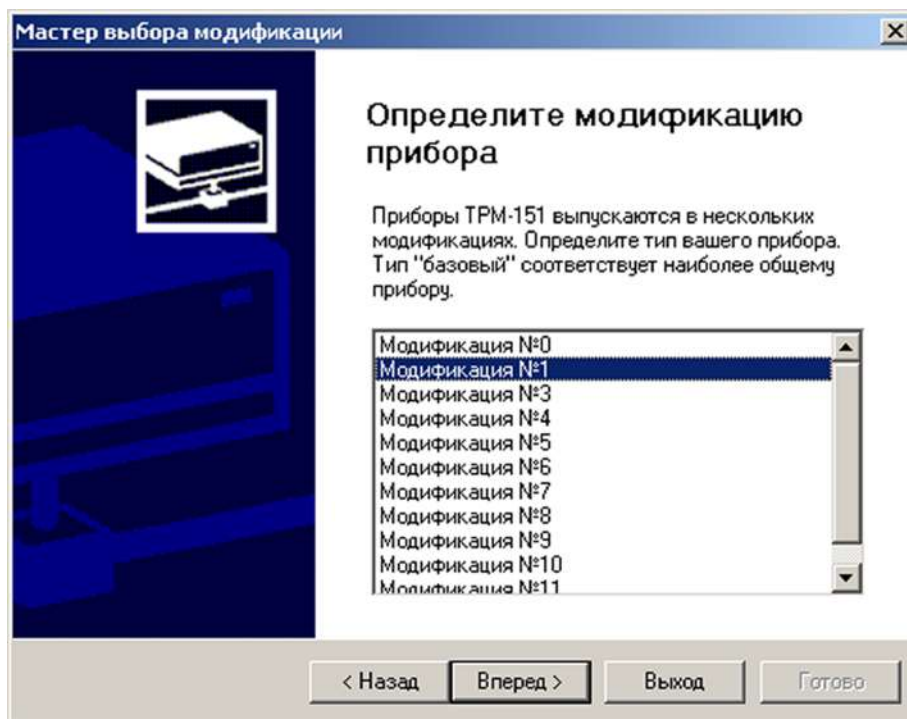 Мастер выбора модификации
Определите модификацию
прибора
Приборы ТРМ-151 выпускаются в нескольких
модификациях. Определите тип вашего прибора.
Тип "базовый" соответствует наиболее общему
прибору.
Модификация №0
Модификация №1
Модификация №3
Модификация №4
Модификация №5
Модификация №6
Модификация №7
Модификация №8
Модификация №9
Модификация №10
Модификация №11
< Назад
Вперед >
Выход
Готово